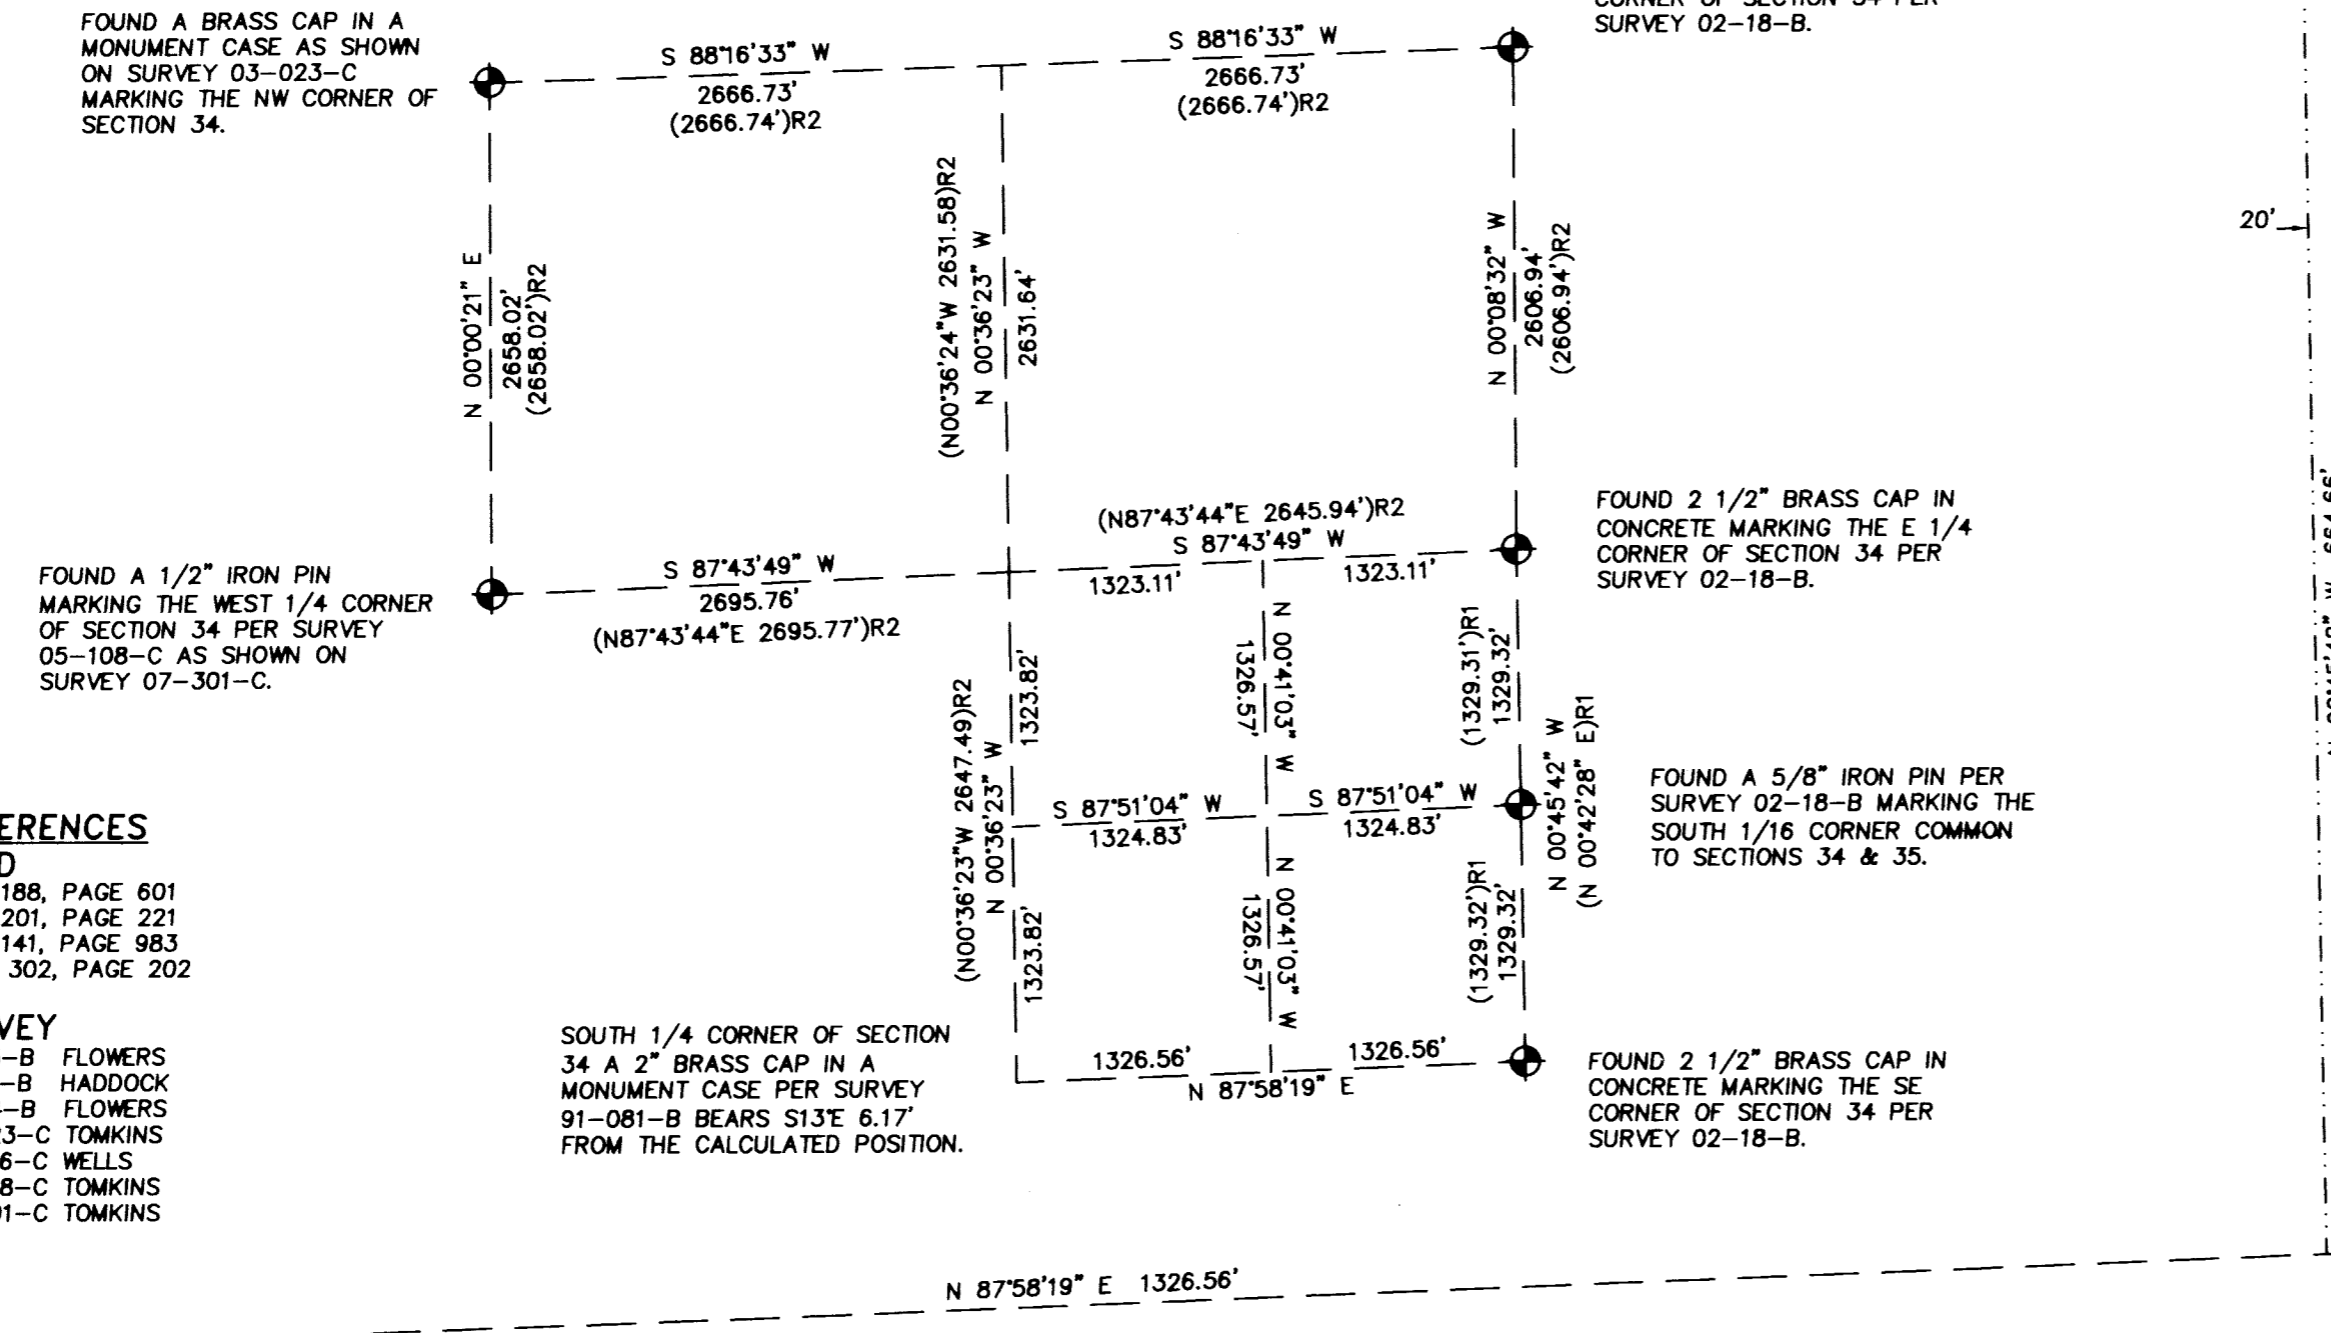 FOUND A BRASS CAP IN A
MONUMENT CASE AS SHOWN
ON SURVEY 03-023-C
MARKING THE NW CORNER OF
SECTION 34.
S 88°16'33" W
2666.73'
(2666.74')R2
S 88°16'33" W
2666.73'
(2666.74')R2
CORNER OF SECTION 34 PER
SURVEY 02-18-B.
N 00°00'21" E
2658.02'
(2658.02')R2
(N00°36'24"W 2631.58)R2
N 00°36'23" W
2631.64'
N 00°08'32" W
2606.94'
(2606.94')R2
20'
FOUND A 1/2" IRON PIN
MARKING THE WEST 1/4 CORNER
OF SECTION 34 PER SURVEY
05-108-C AS SHOWN ON
SURVEY 07-301-C.
S 87°43'49" W
2695.76'
(N87°43'44"E 2695.77')R2
(N87°43'44"E 2645.94')R2
S 87°43'49" W
1323.11'
1323.11'
FOUND 2 1/2" BRASS CAP IN
CONCRETE MARKING THE E 1/4
CORNER OF SECTION 34 PER
SURVEY 02-18-B.
664.66'
(N00°36'23"W 2647.49)R2
N 00°36'23" W
1323.82'
1323.82'
N 00°41'03" W
1326.57'
N 00°41'03" W
1326.57'
(1329.31')R1
1329.32'
(1329.32')R1
1329.32'
N 00°45'42" W
(N 00°42'28" E)R1
S 87°51'04" W
1324.83'
S 87°51'04" W
1324.83'
FOUND A 5/8" IRON PIN PER
SURVEY 02-18-B MARKING THE
SOUTH 1/16 CORNER COMMON
TO SECTIONS 34 & 35.
ERENCES
D
188, PAGE 601
201, PAGE 221
141, PAGE 983
302, PAGE 202
VEY
-B FLOWERS
-B HADDOCK
-B FLOWERS
3-C TOMKINS
6-C WELLS
8-C TOMKINS
01-C TOMKINS
SOUTH 1/4 CORNER OF SECTION
34 A 2" BRASS CAP IN A
MONUMENT CASE PER SURVEY
91-081-B BEARS S13°E 6.17'
FROM THE CALCULATED POSITION.
1326.56'
1326.56'
N 87°58'19" E
FOUND 2 1/2" BRASS CAP IN
CONCRETE MARKING THE SE
CORNER OF SECTION 34 PER
SURVEY 02-18-B.
N 87°58'19" E 1326.56'